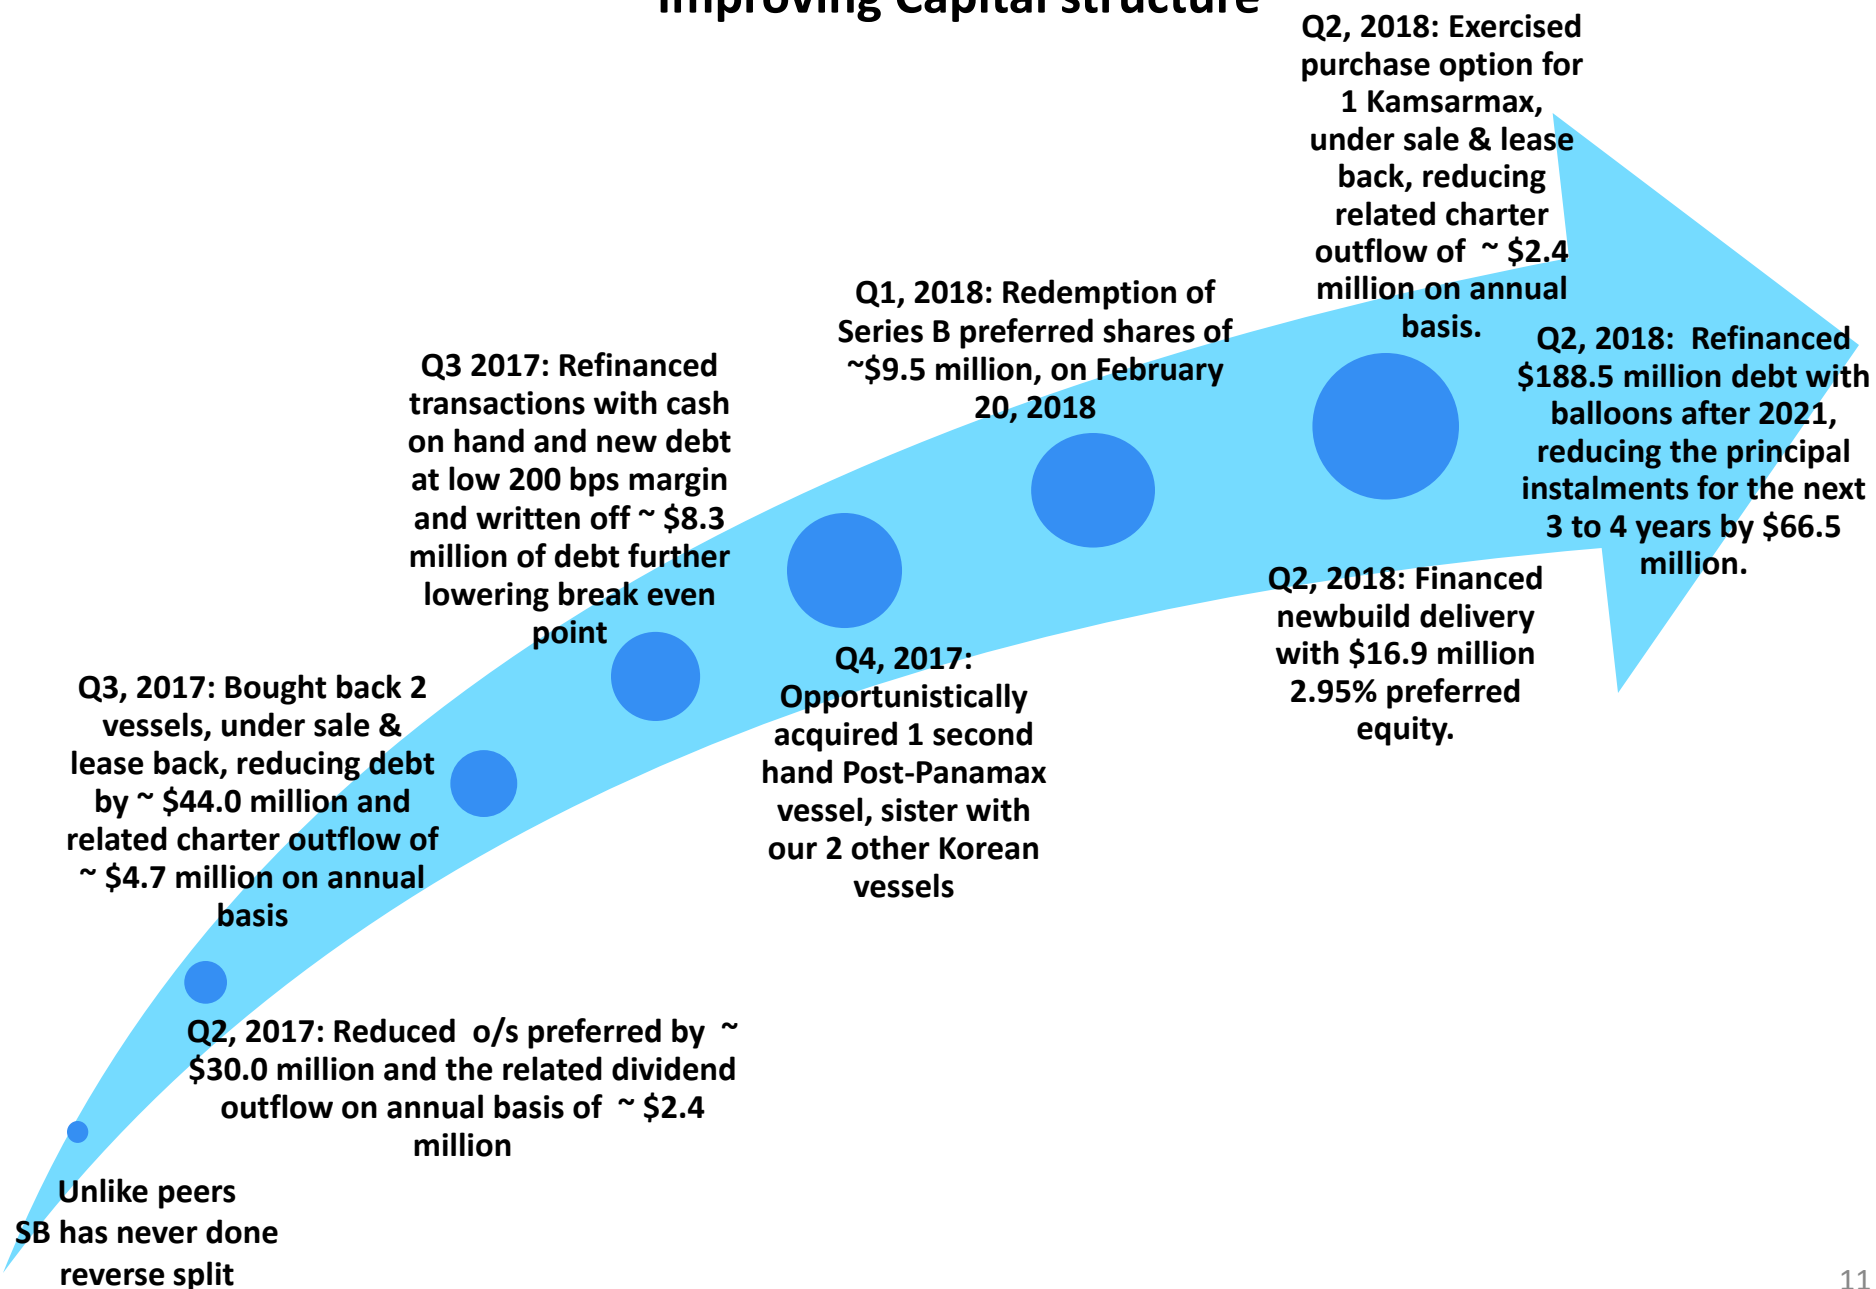 Improving Capital structure
Q2, 2018: Exercised
purchase option for
1 Kamsarmax,
under sale & lease
back, reducing
related charter
outflow of ~ $2.4
million on annual
basis.
Q2, 2018: Refinanced
$188.5 million debt with
balloons after 2021,
reducing the principal
instalments for the next
3 to 4 years by $66.5
million.
Q1, 2018: Redemption of
Series B preferred shares of
~$9.5 million, on February
20, 2018
Q3 2017: Refinanced
transactions with cash
on hand and new debt
at low 200 bps margin
and written off ~ $8.3
million of debt further
lowering break even
point
Q2, 2018: Financed
newbuild delivery
with $16.9 million
2.95% preferred
equity.
Q4, 2017:
Opportunistically
acquired 1 second
hand Post-Panamax
vessel, sister with
our 2 other Korean
vessels
Q3, 2017: Bought back 2
vessels, under sale &
lease back, reducing debt
by ~ $44.0 million and
related charter outflow of
~ $4.7 million on annual
basis
Q2, 2017: Reduced o/s preferred by ~
$30.0 million and the related dividend
outflow on annual basis of ~ $2.4
million
Unlike peers
SB has never done
reverse split
11